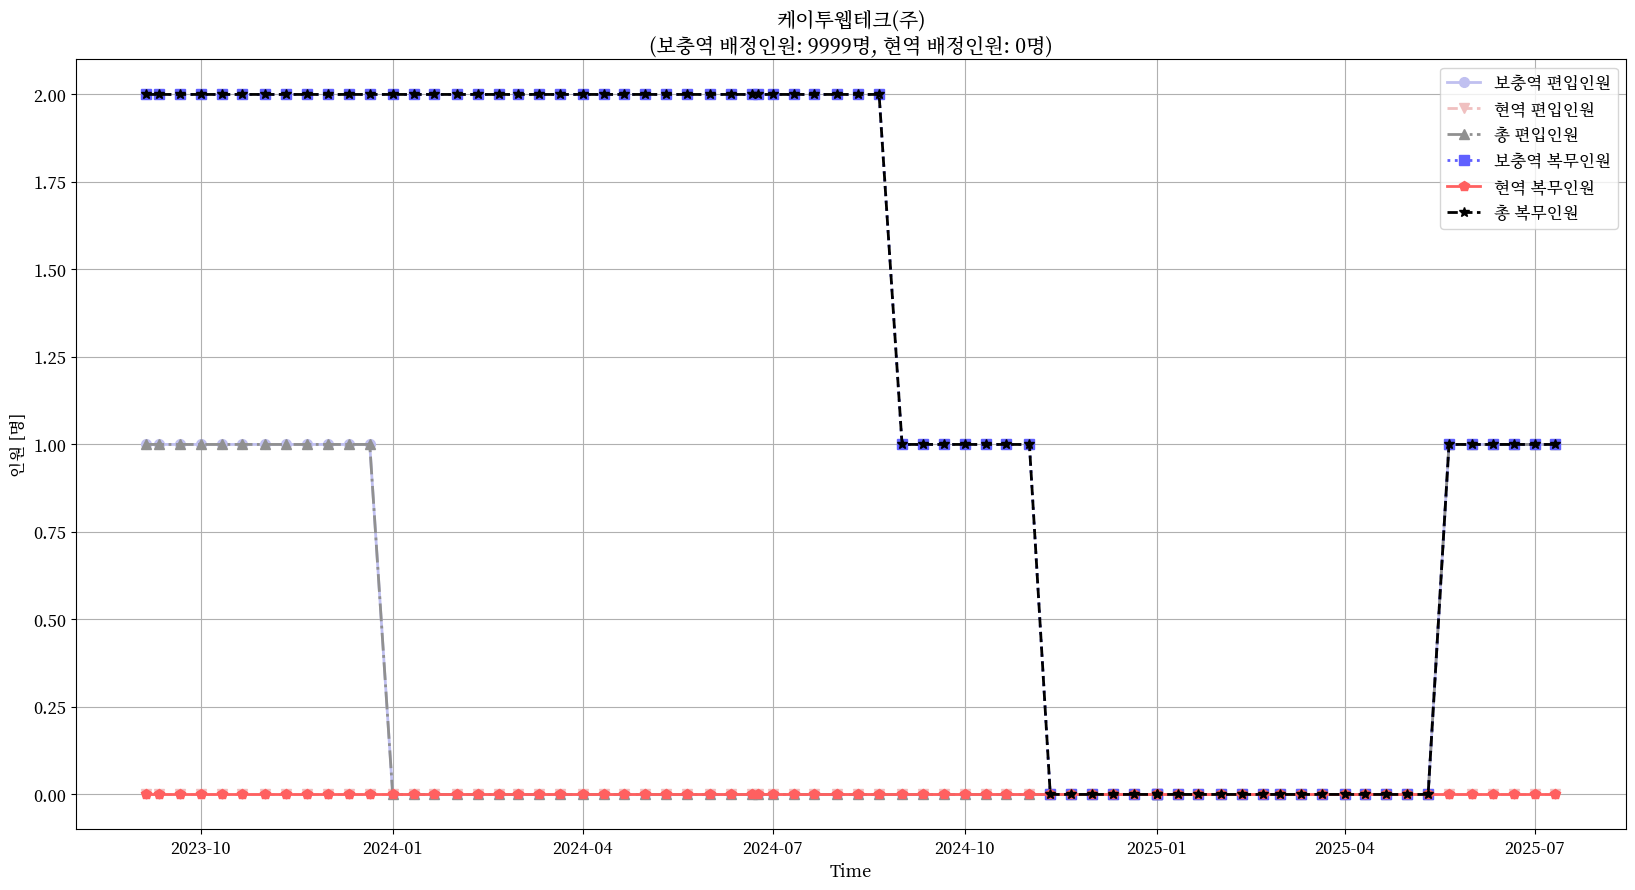 케이투웹테크(주)
(보충역 배정인원: 9999명, 현역 배정인원: 0명)
보충역 편입인원
현역 편입인원
총 편입인원
보충역 복무인원
현역 복무인원
총 복무인원
인원 [명]
2.00
1.75
1.50
1.25
1.00
0.75
0.50
0.25
0.00
2023-10
2024-01
2024-04
2024-07
2024-10
2025-01
2025-04
2025-07
Time